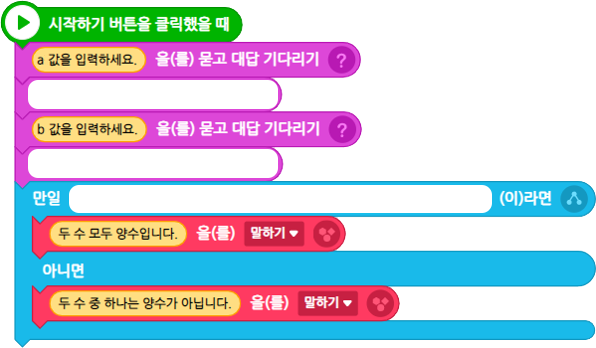 시작하기 버튼을 클릭했을 때
a 값을 입력하세요. 을(를) 묻고 대답 기다리기 ?
b 값을 입력하세요. 을(를) 묻고 대답 기다리기 ?
만일 (이)라면
두 수 모두 양수입니다. 을(를) 말하기
아니면
두 수 중 하나는 양수가 아닙니다. 을(를) 말하기